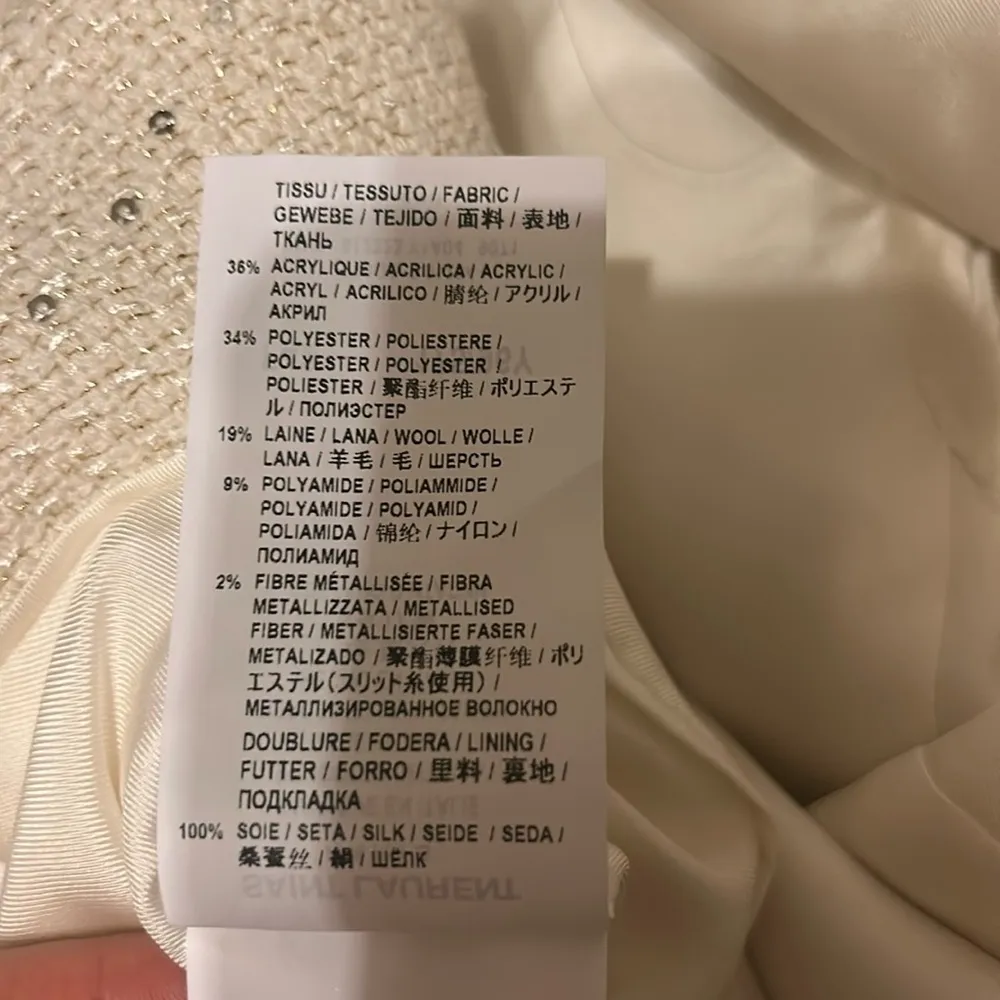 TISSU / TESSUTO / FABRIC /
GEWEBE / TEJIDO / 面料 / 表地 /
ТКАНЬ
36% ACRYLIQUE / ACRILICA / ACRYLIC /
ACRYL / ACRILICO / 腈纶 / アクリル /
АКРИЛ
34% POLYESTER / POLIESTERE /
POLYESTER / POLYESTER /
POLIESTER / 聚酯纤维 / ポリエステ
ル / ПОЛИЭСТЕР
19% LAINE / LANA / WOOL / WOLLE /
LANA / 羊毛 / 毛 / ШЕРСТЬ
9% POLYAMIDE / POLIAMMIDE /
POLYAMIDE / POLYAMID /
POLIAMIDA / 锦纶 / ナイロン /
ПОЛИАМИД
2% FIBRE MÉTALLISÉE / FIBRA
METALLIZZATA / METALLISED
FIBER / METALLISIERTE FASER /
METALIZADO / 聚酯薄膜纤维 / ポリ
エステル(スリット糸使用) /
МЕТАЛЛИЗИРОВАННОЕ ВОЛОКНО
DOUBLURE / FODERA / LINING /
FUTTER / FORRO / 里料 / 裏地 /
ПОДКЛАДКА
100% SOIE / SETA / SILK / SEIDE / SEDA /
桑蚕丝 / 絹 / ШЁЛК
SAINT LAURENT